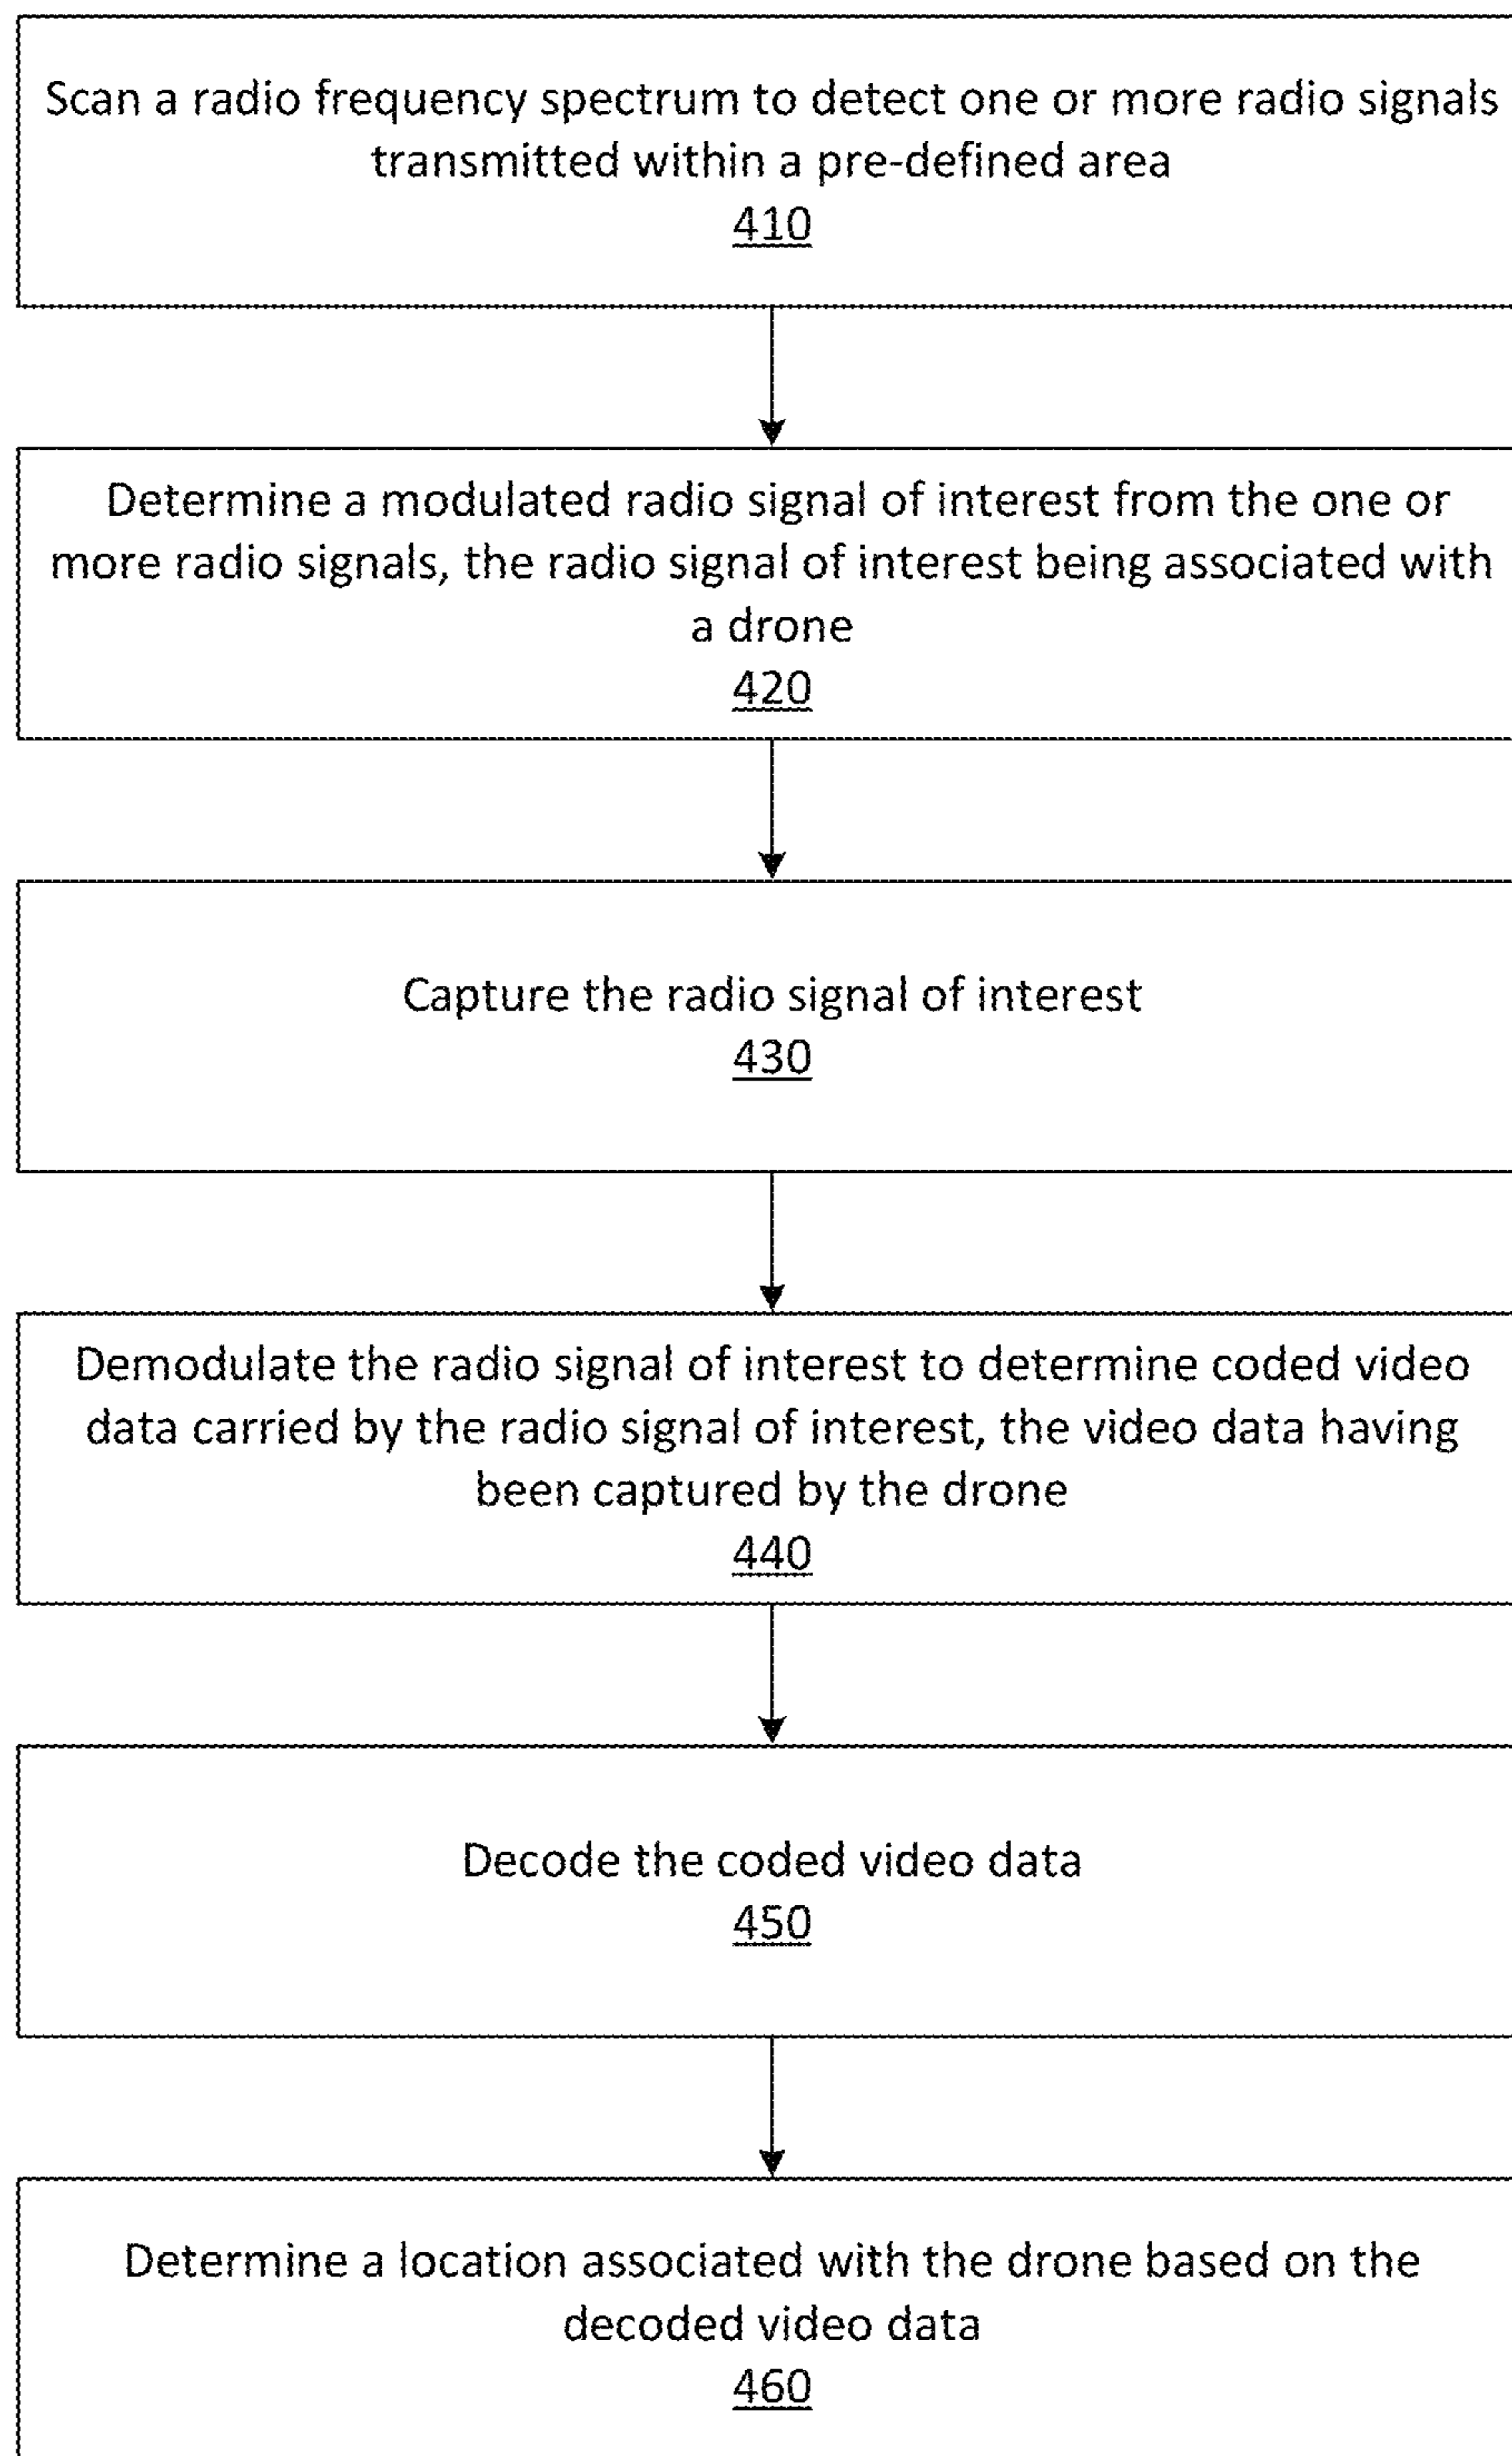 Scan a radio frequency spectrum to detect one or more radio signals
transmitted within a pre-defined area
410
Determine a modulated radio signal of interest from the one or
more radio signals, the radio signal of interest being associated with
a drone
420
Capture the radio signal of interest
430
Demodulate the radio signal of interest to determine coded video
data carried by the radio signal of interest, the video data having
been captured by the drone
440
Decode the coded video data
450
Determine a location associated with the drone based on the
decoded video data
460